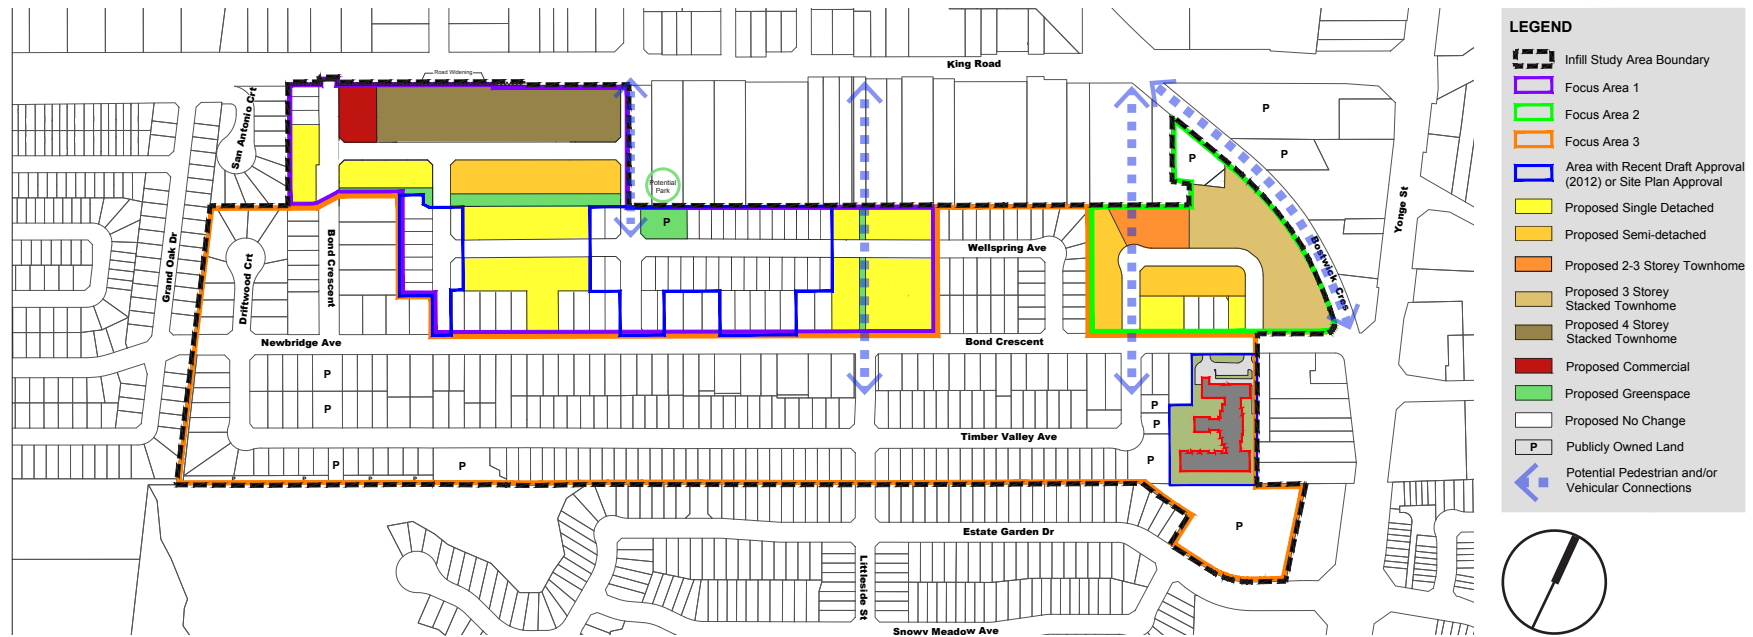 King Road
Road Widening
San Antonio Crt
P
P
P
Potential
Park
P
Yonge St
Bostwick Cres
Grand Oak Dr
Driftwood Crt
Bond Crescent
Wellspring Ave
Newbridge Ave
Bond Crescent
P
P
P
P
Timber Valley Ave
P
P
P
P
Estate Garden Dr
Littleside St
Snowy Meadow Ave
LEGEND
Infill Study Area Boundary
Focus Area 1
Focus Area 2
Focus Area 3
Area with Recent Draft Approval
(2012) or Site Plan Approval
Proposed Single Detached
Proposed Semi-detached
Proposed 2-3 Storey Townhome
Proposed 3 Storey
Stacked Townhome
Proposed 4 Storey
Stacked Townhome
Proposed Commercial
Proposed Greenspace
Proposed No Change
P Publicly Owned Land
Potential Pedestrian and/or
Vehicular Connections